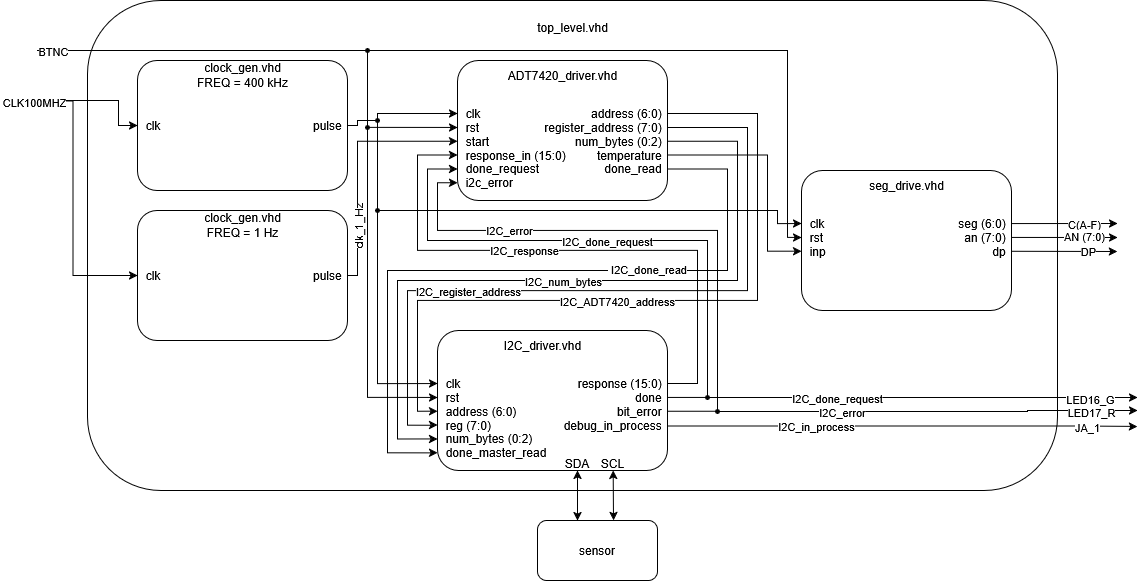 top_level.vhd
BTNC
CLK100MHZ
clock_gen.vhd
FREQ = 400 kHz
clk
pulse
clock_gen.vhd
FREQ = 1 Hz
clk
pulse
clk_1_Hz
ADT7420_driver.vhd
clk
rst
start
response_in (15:0)
done_request
i2c_error
address (6:0)
register_address (7:0)
num_bytes (0:2)
temperature
done_read
seg_drive.vhd
clk
rst
inp
seg (6:0)
an (7:0)
dp
C(A-F)
AN (7:0)
DP
I2C_error
I2C_done_request
I2C_response
I2C_done_read
I2C_num_bytes
I2C_register_address
I2C_ADT7420_address
I2C_driver.vhd
clk
rst
address (6:0)
reg (7:0)
num_bytes (0:2)
done_master_read
response (15:0)
done
bit_error
debug_in_process
SDA
SCL
I2C_done_request
I2C_error
I2C_in_process
LED16_G
LED17_R
JA_1
sensor